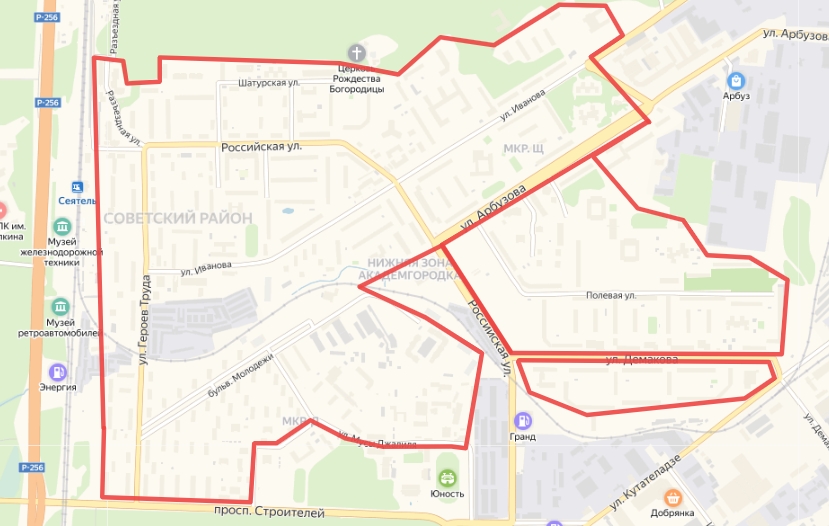 Р-256
Разъездная ул.
ул. Арбузова
Церковь
Рождества
Богородицы
Шатурская ул.
Арбуз
Р-256
Разъездная ул.
ул. Иванова
Российская ул.
МКР. Щ
Сеятель
СОВЕТСКИЙ РАЙОН
ул. Арбузова
ПК им.
Музей
железнодорожной
техники
НИЖНЯЯ ЗОНА
АКАДЕМГОРОДКА
ул. Иванова
Полевая ул.
ул. Героев Труда
Российская ул.
Музей
ретроавтомобилей
ул. Демакова
Энергия
бульв. Молодежи
МКР. Д
ул. Мусы Джалиля
Гранд
ул. Дема
Р-256
ул. Кутателадзе
Юность
просп. Строителей
Добрянка